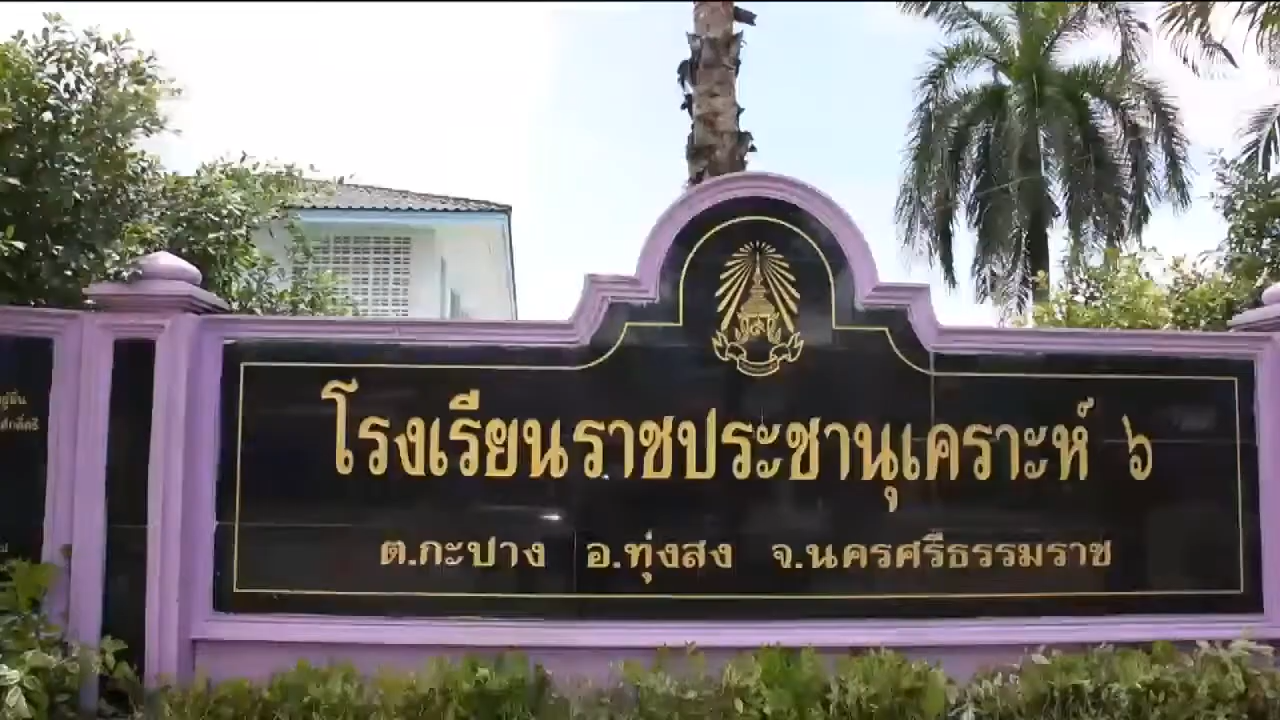 โรงเรียนราชประชานุเคราะห์ ๖
ต.กะปาง อ.ทุ่งสง จ.นครศรีธรรมราช